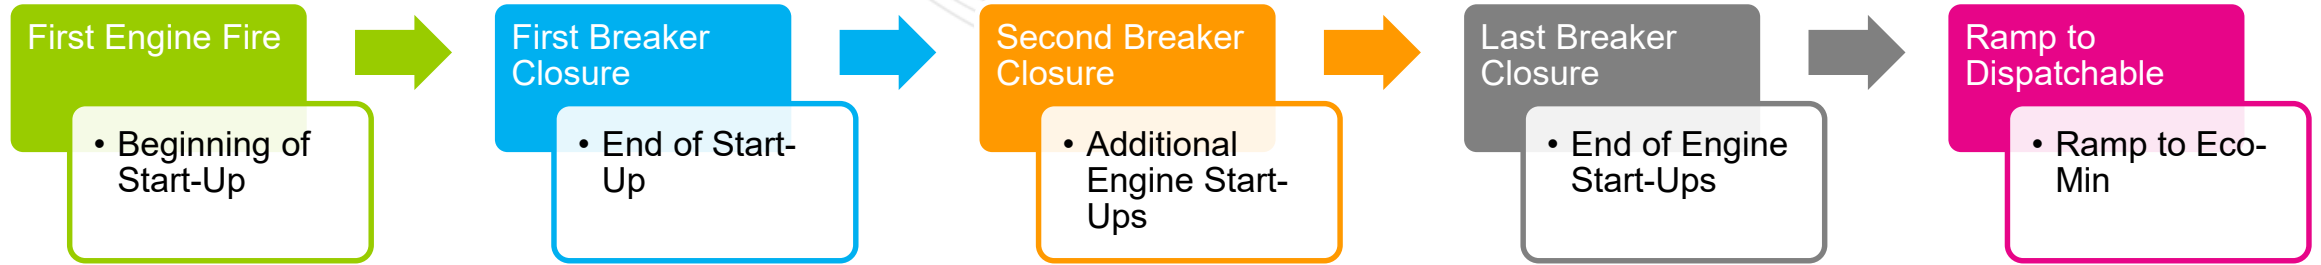 First Engine Fire
• Beginning of
Start-Up
First Breaker
Closure
• End of Start-
Up
Second Breaker
Closure
• Additional
Engine Start-
Ups
Last Breaker
Closure
• End of Engine
Start-Ups
Ramp to
Dispatchable
• Ramp to Eco-
Min